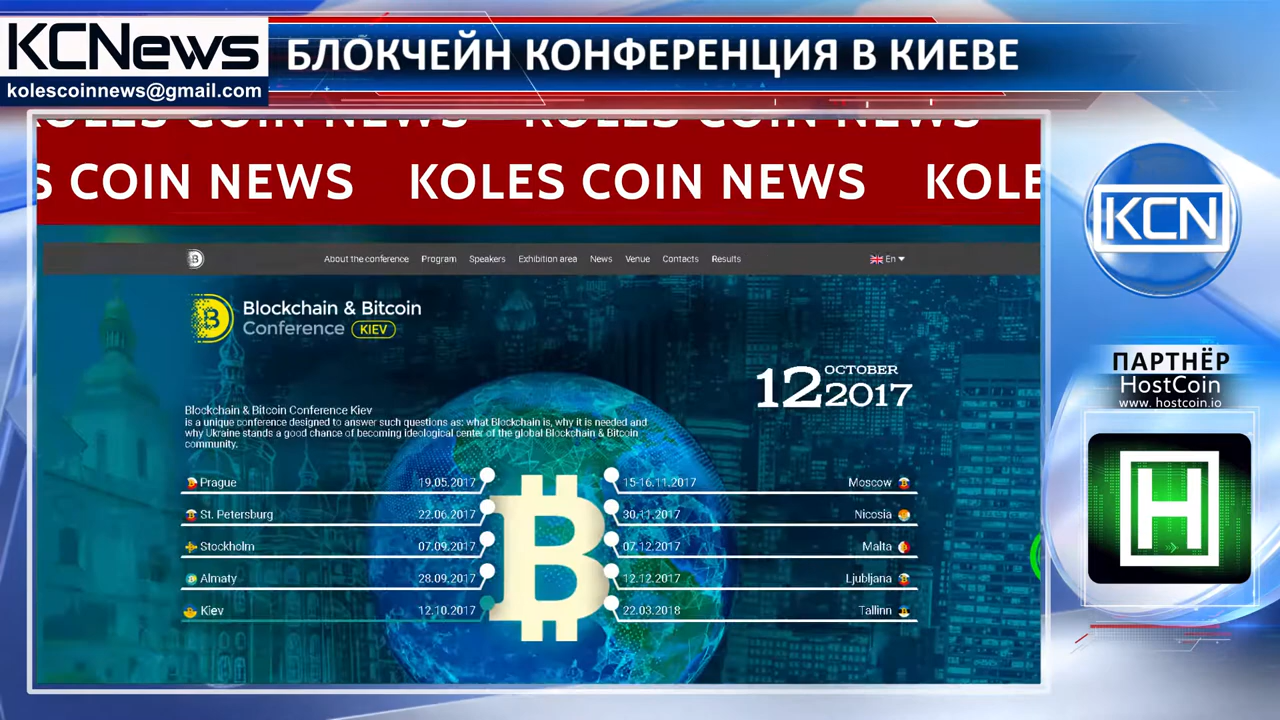 KCNews
kolescoinnews@gmail.com
БЛОКЧЕЙН КОНФЕРЕНЦИЯ В КИЕВЕ
KOLES COIN NEWS KOLES COIN NEWS
S COIN NEWS KOLES COIN NEWS KOLE
About the conference Program Speakers Exhibition area News Venue Contacts Results En
Blockchain & Bitcoin
Conference KIEV
12 OCTOBER 2017
Blockchain & Bitcoin Conference Kiev
is a unique conference designed to answer such questions as: what Blockchain is, why it is needed and
why Ukraine stands a good chance of becoming ideological center of the global Blockchain & Bitcoin
community.
Prague 19.05.2017 15-16.11.2017 Moscow
St. Petersburg 22.06.2017 30.11.2017 Nicosia
Stockholm 07.09.2017 07.12.2017 Malta
Almaty 28.09.2017 12.12.2017 Ljubljana
Kiev 12.10.2017 22.03.2018 Tallinn
KCN
ПАРТНЁР
HostCoin
www. hostcoin.io
H